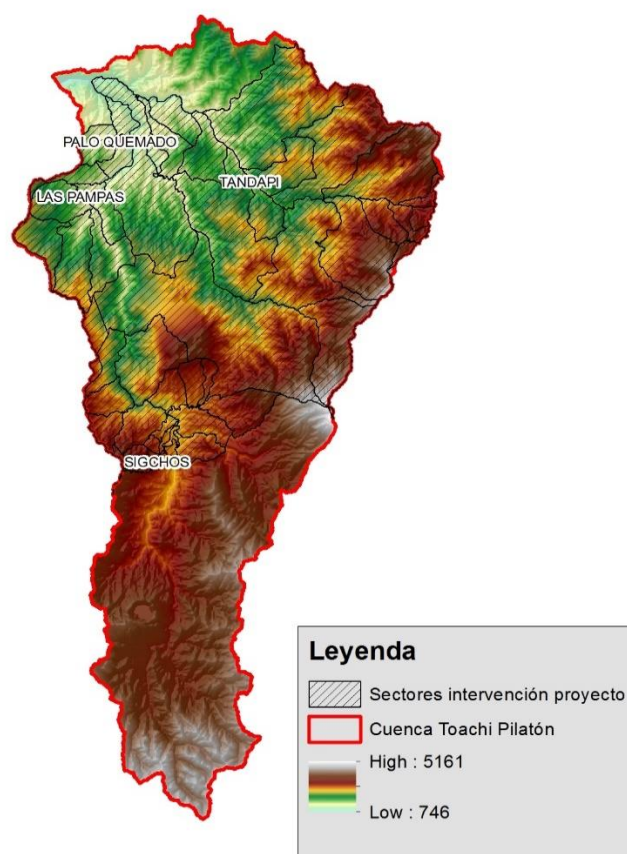 PALO QUEMADO
TANDAPI
LAS PAMPAS
SIGCHOS
Leyenda
Sectores intervención proyecto
Cuenca Toachi Pilatón
High : 5161
Low : 746